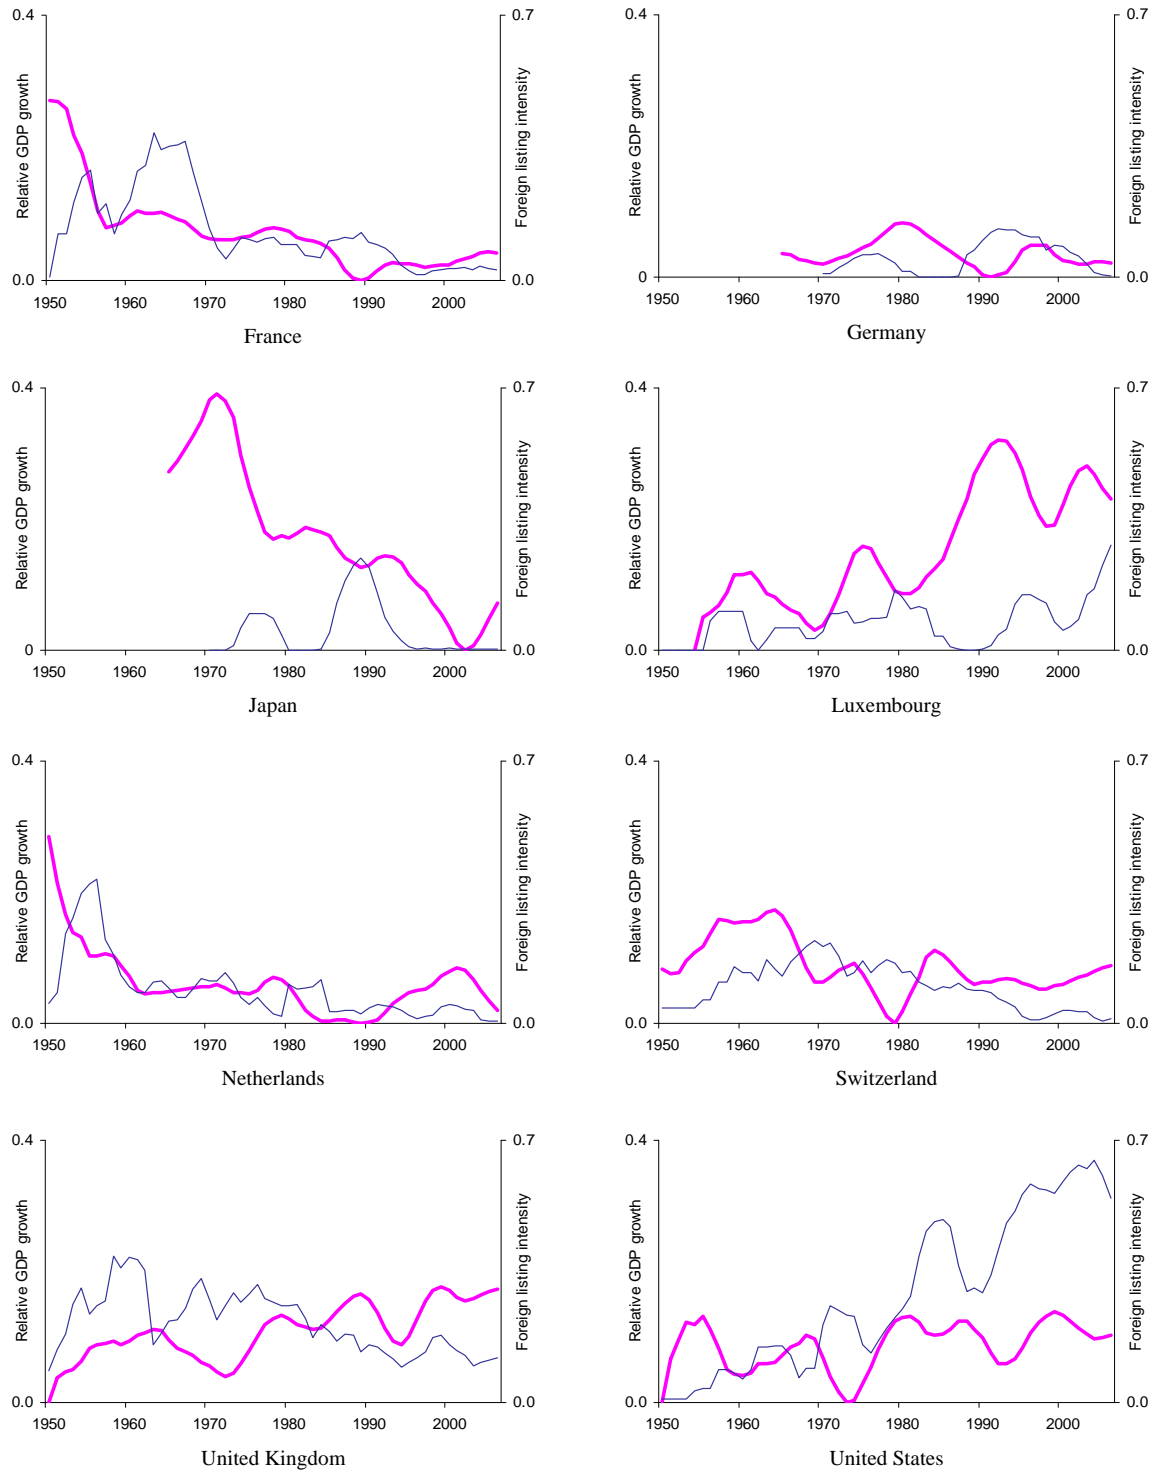 0.4 0.7
Relative GDP growth
Foreign listing intensity
0.0 0.0
1950 1960 1970 1980 1990 2000
France
0.4 0.7
Relative GDP growth
Foreign listing intensity
0 0.0
1950 1960 1970 1980 1990 2000
Germany
0.4 0.7
Relative GDP growth
Foreign listing intensity
0 0.0
1950 1960 1970 1980 1990 2000
Japan
0.4 0.7
Relative GDP growth
Foreign listing intensity
0.0 0.0
1950 1960 1970 1980 1990 2000
Luxembourg
0.4 0.7
Relative GDP growth
Foreign listing intensity
0.0 0.0
1950 1960 1970 1980 1990 2000
Netherlands
0.4 0.7
Relative GDP growth
Foreign listing intensity
0.0 0.0
1950 1960 1970 1980 1990 2000
Switzerland
0.4 0.7
Relative GDP growth
Foreign listing intensity
0.0 0.0
1950 1960 1970 1980 1990 2000
United Kingdom
0.4 0.7
Relative GDP growth
Foreign listing intensity
0.0 0.0
1950 1960 1970 1980 1990 2000
United States